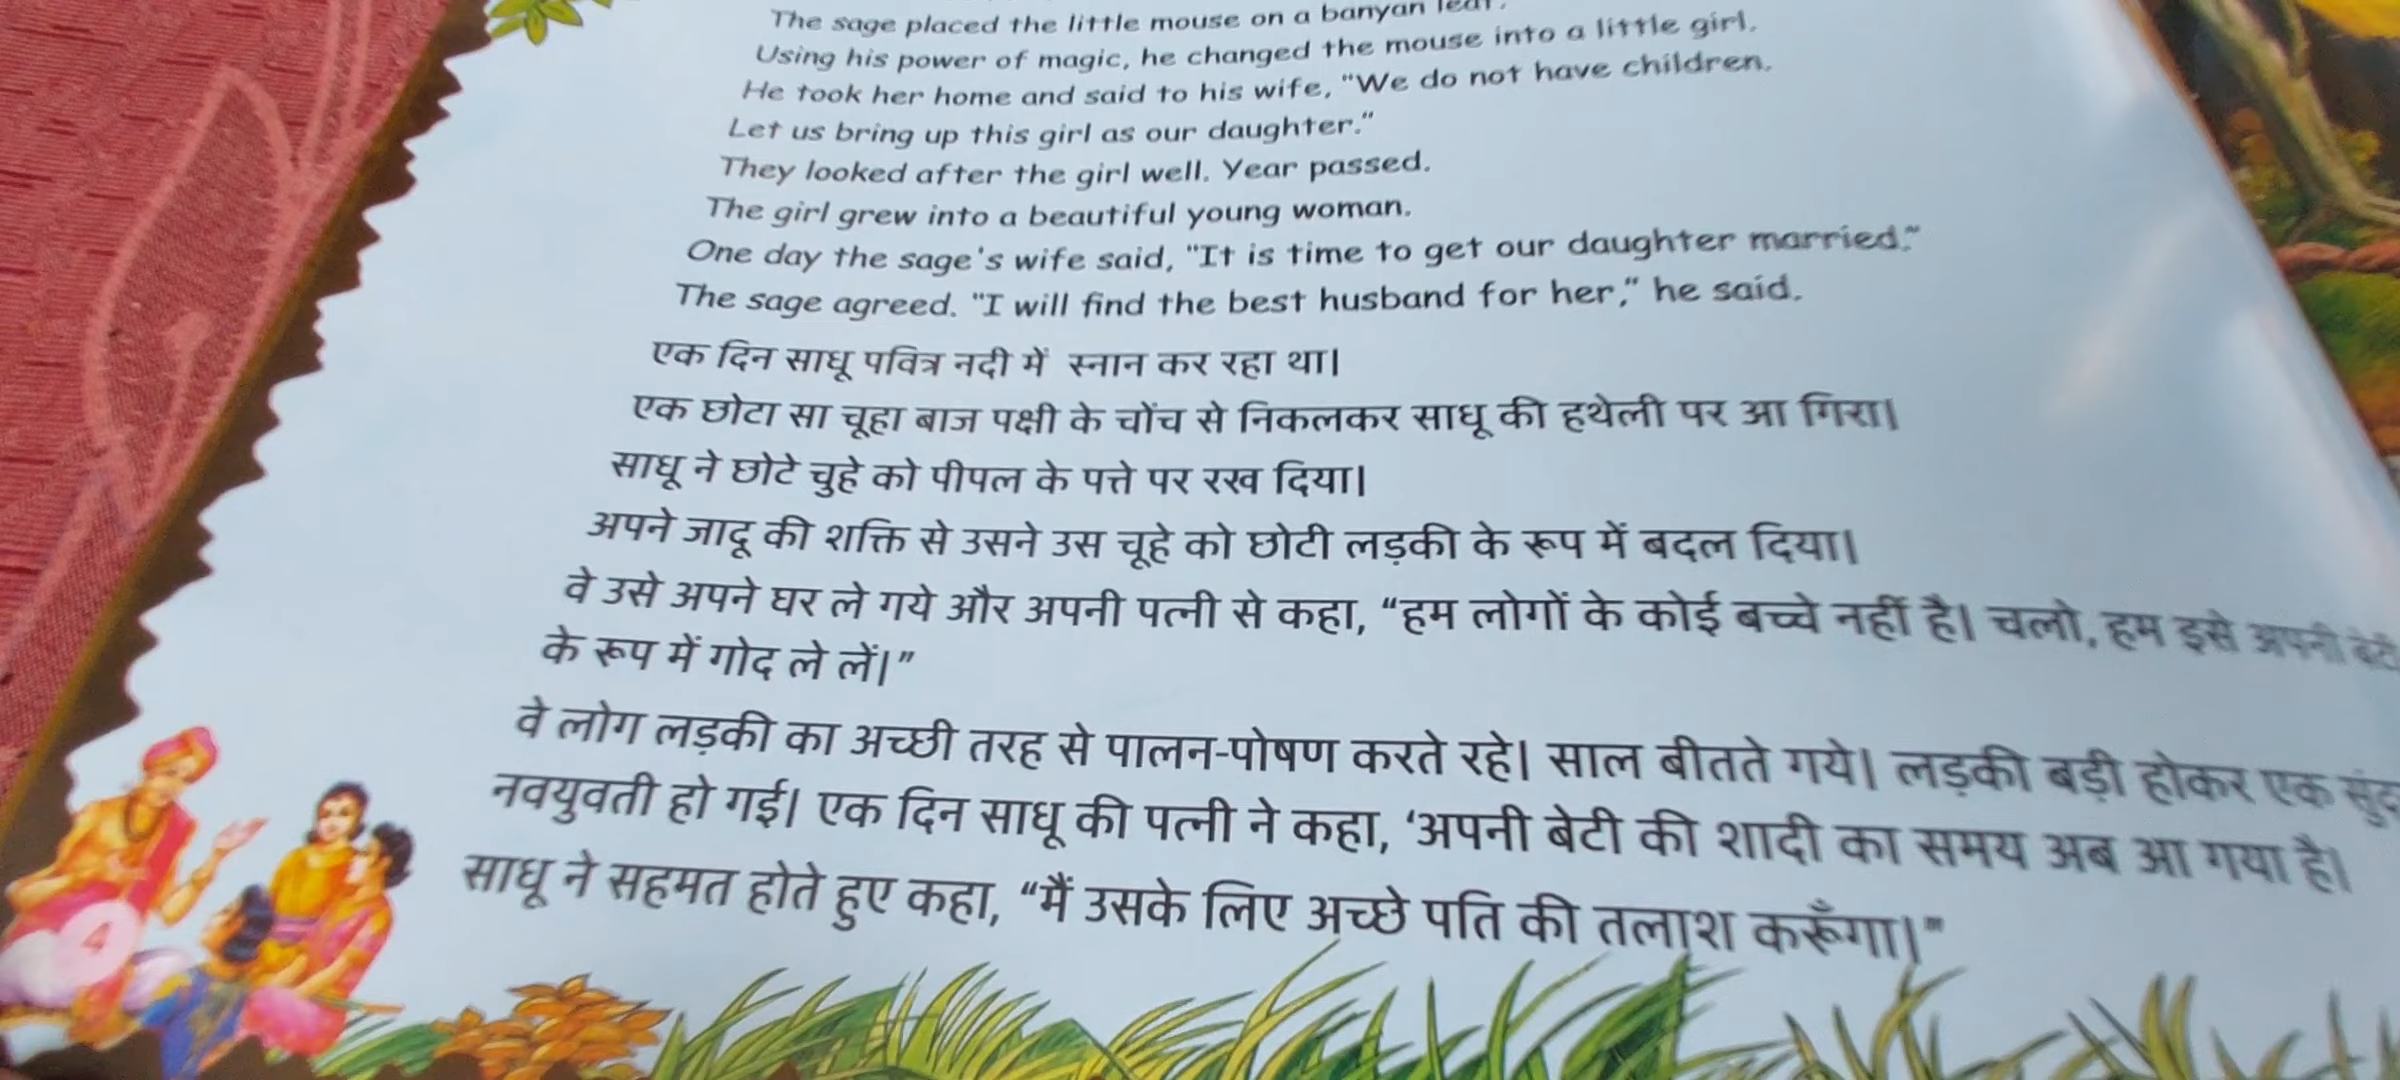 The sage placed the little mouse on a banyan leaf.
Using his power of magic, he changed the mouse into a little girl.
He took her home and said to his wife, "We do not have children.
Let us bring up this girl as our daughter."
They looked after the girl well. Year passed.
The girl grew into a beautiful young woman.
One day the sage's wife said, "It is time to get our daughter married."
The sage agreed. "I will find the best husband for her," he said.
एक दिन साधू पवित्र नदी में स्नान कर रहा था।
एक छोटा सा चूहा बाज पक्षी के चोंच से निकलकर साधू की हथेली पर आ गिरा।
साधू ने छोटे चुहे को पीपल के पत्ते पर रख दिया।
अपने जादू की शक्ति से उसने उस चूहे को छोटी लड़की के रूप में बदल दिया।
वे उसे अपने घर ले गये और अपनी पत्नी से कहा, “हम लोगों के कोई बच्चे नहीं है। चलो, हम इसे अपनी बेटी
के रूप में गोद ले लें।”
वे लोग लड़की का अच्छी तरह से पालन-पोषण करते रहे। साल बीतते गये। लड़की बड़ी होकर एक
नवयुवती हो गई। एक दिन साधू की पत्नी ने कहा, ‘अपनी बेटी की शादी का समय अब आ गया है।
साधू ने सहमत होते हुए कहा, “मैं उसके लिए अच्छे पति की तलाश करूँगा।”
4